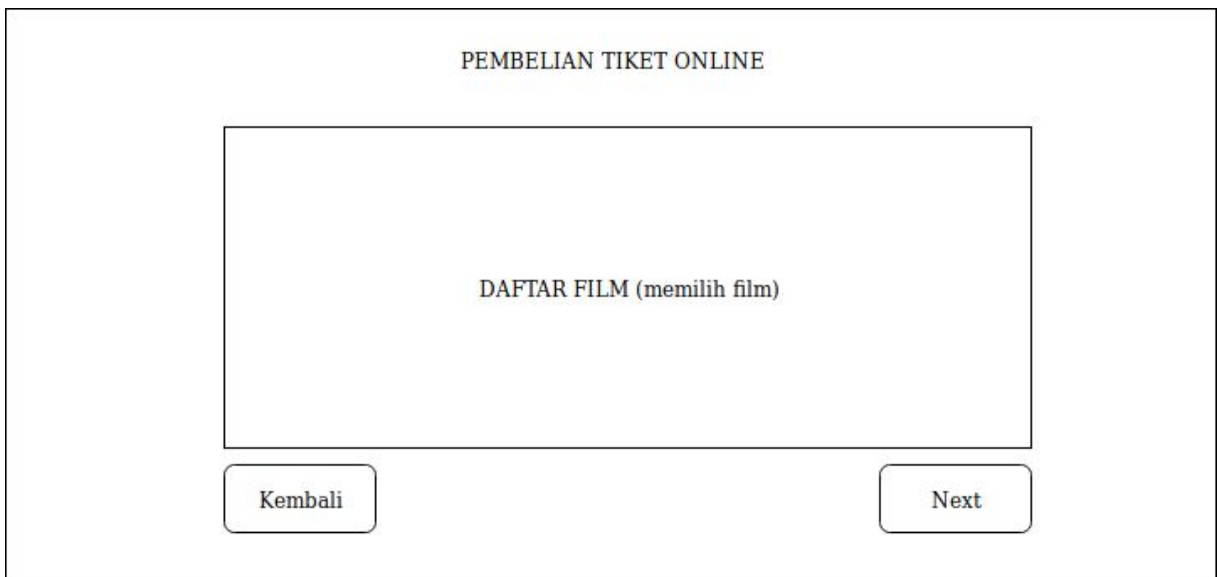 PEMBELIAN TIKET ONLINE
DAFTAR FILM (memilih film)
Kembali
Next